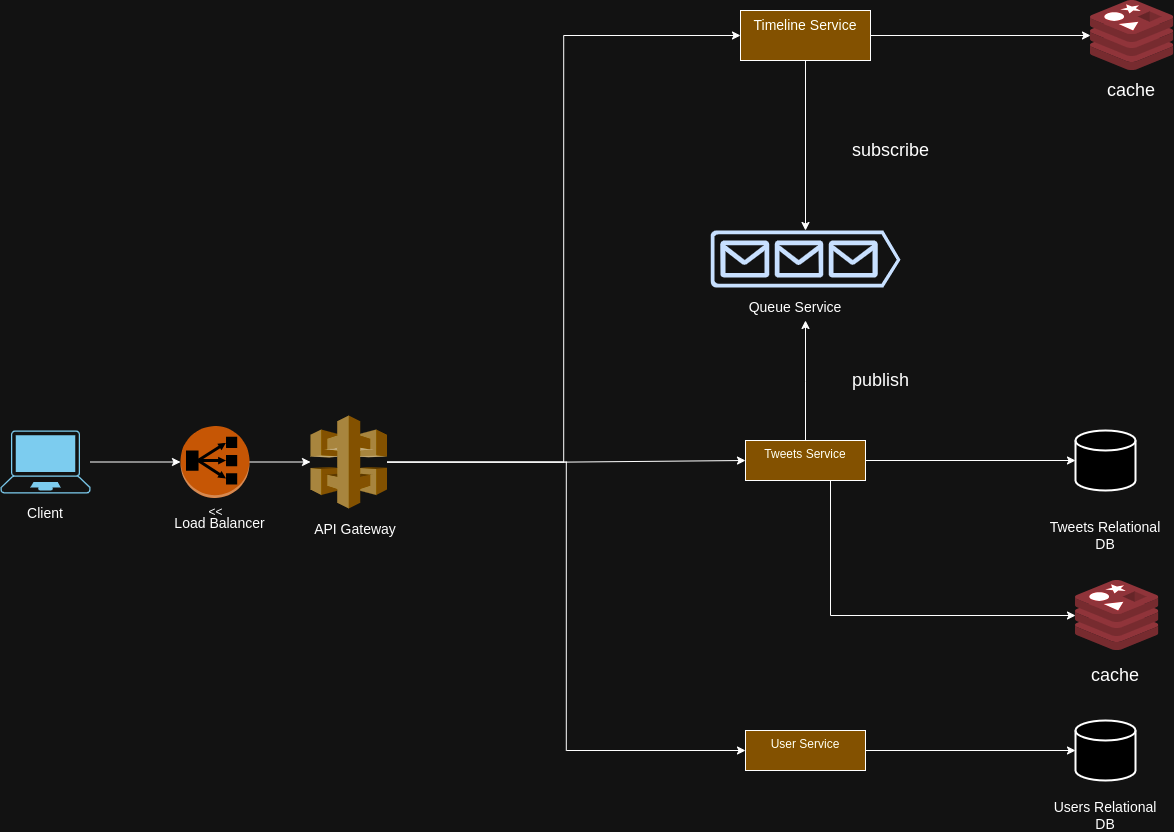 Timeline Service
cache
subscribe
Queue Service
publish
Tweets Service
Client
<<
Load Balancer
API Gateway
Tweets Relational
DB
cache
User Service
Users Relational
DB